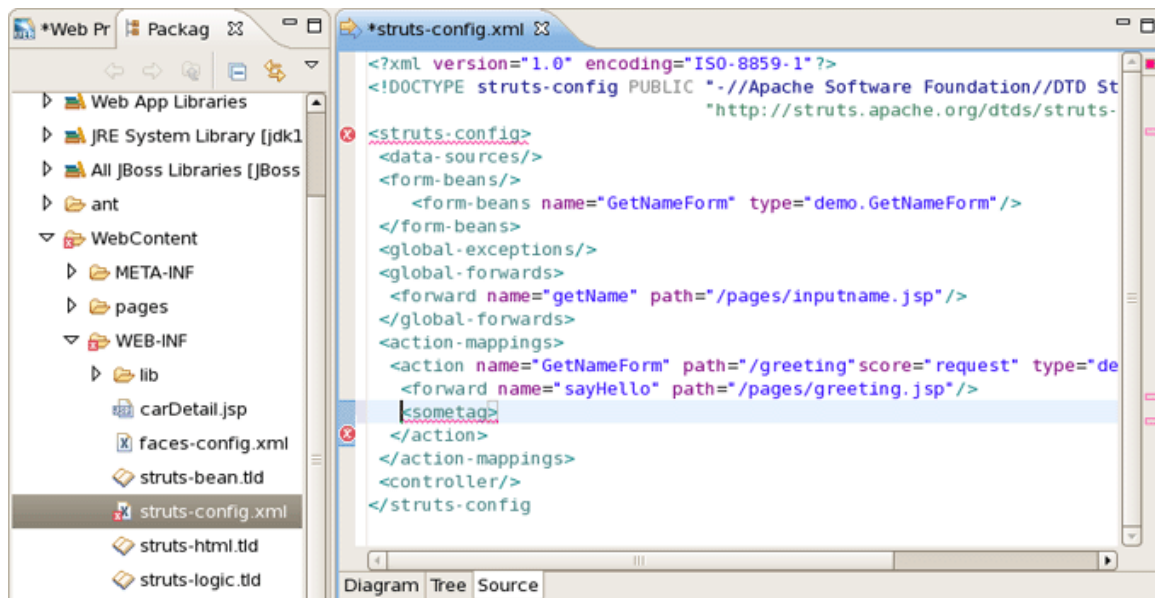 *Web Pr
Packag
Web App Libraries
JRE System Library [jdk1
All JBoss Libraries [JBoss
ant
WebContent
META-INF
pages
WEB-INF
lib
carDetail.jsp
faces-config.xml
struts-bean.tld
struts-config.xml
struts-html.tld
struts-logic.tld
*struts-config.xml
<?xml version="1.0" encoding="ISO-8859-1"?>
<!DOCTYPE struts-config PUBLIC "-//Apache Software Foundation//DTD St
"http://struts.apache.org/dtds/struts-
<struts-config>
<data-sources/>
<form-beans/>
<form-beans name="GetNameForm" type="demo.GetNameForm"/>
</form-beans>
<global-exceptions/>
<global-forwards>
<forward name="getName" path="/pages/inputname.jsp"/>
</global-forwards>
<action-mappings>
<action name="GetNameForm" path="/greeting"score="request" type="de
<forward name="sayHello" path="/pages/greeting.jsp"/>
<sometag>
</action>
</action-mappings>
<controller/>
</struts-config
Diagram Tree Source